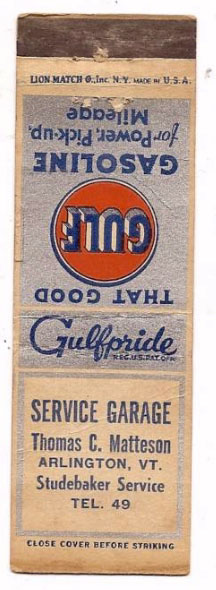 LION MATCH Co., Inc. N.Y. MADE IN U.S.A.
THAT GOOD
GULF
GASOLINE
for Power, Pick-up,
Mileage
Gulfpride
REG. U.S. PAT. OFF.
SERVICE GARAGE
Thomas C. Matteson
ARLINGTON, VT.
Studebaker Service
TEL. 49
CLOSE COVER BEFORE STRIKING